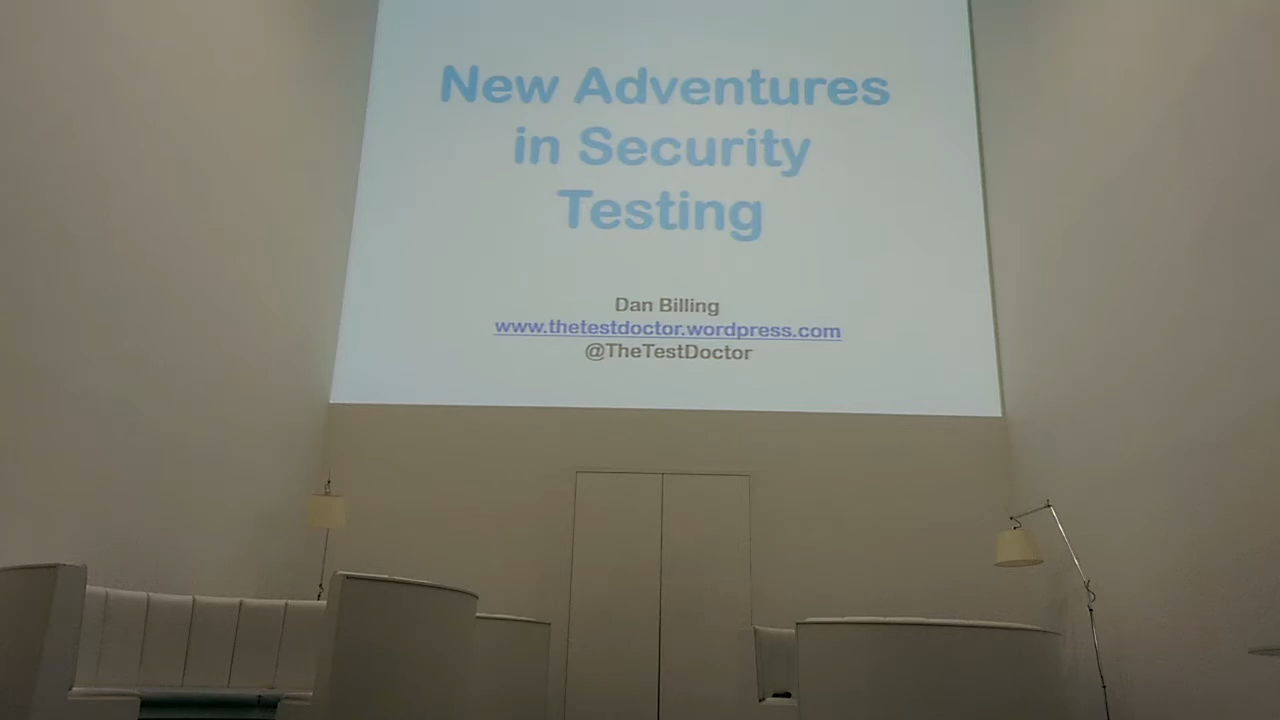 New Adventures
in Security
Testing
Dan Billing
www.thetestdoctor.wordpress.com
@TheTestDoctor